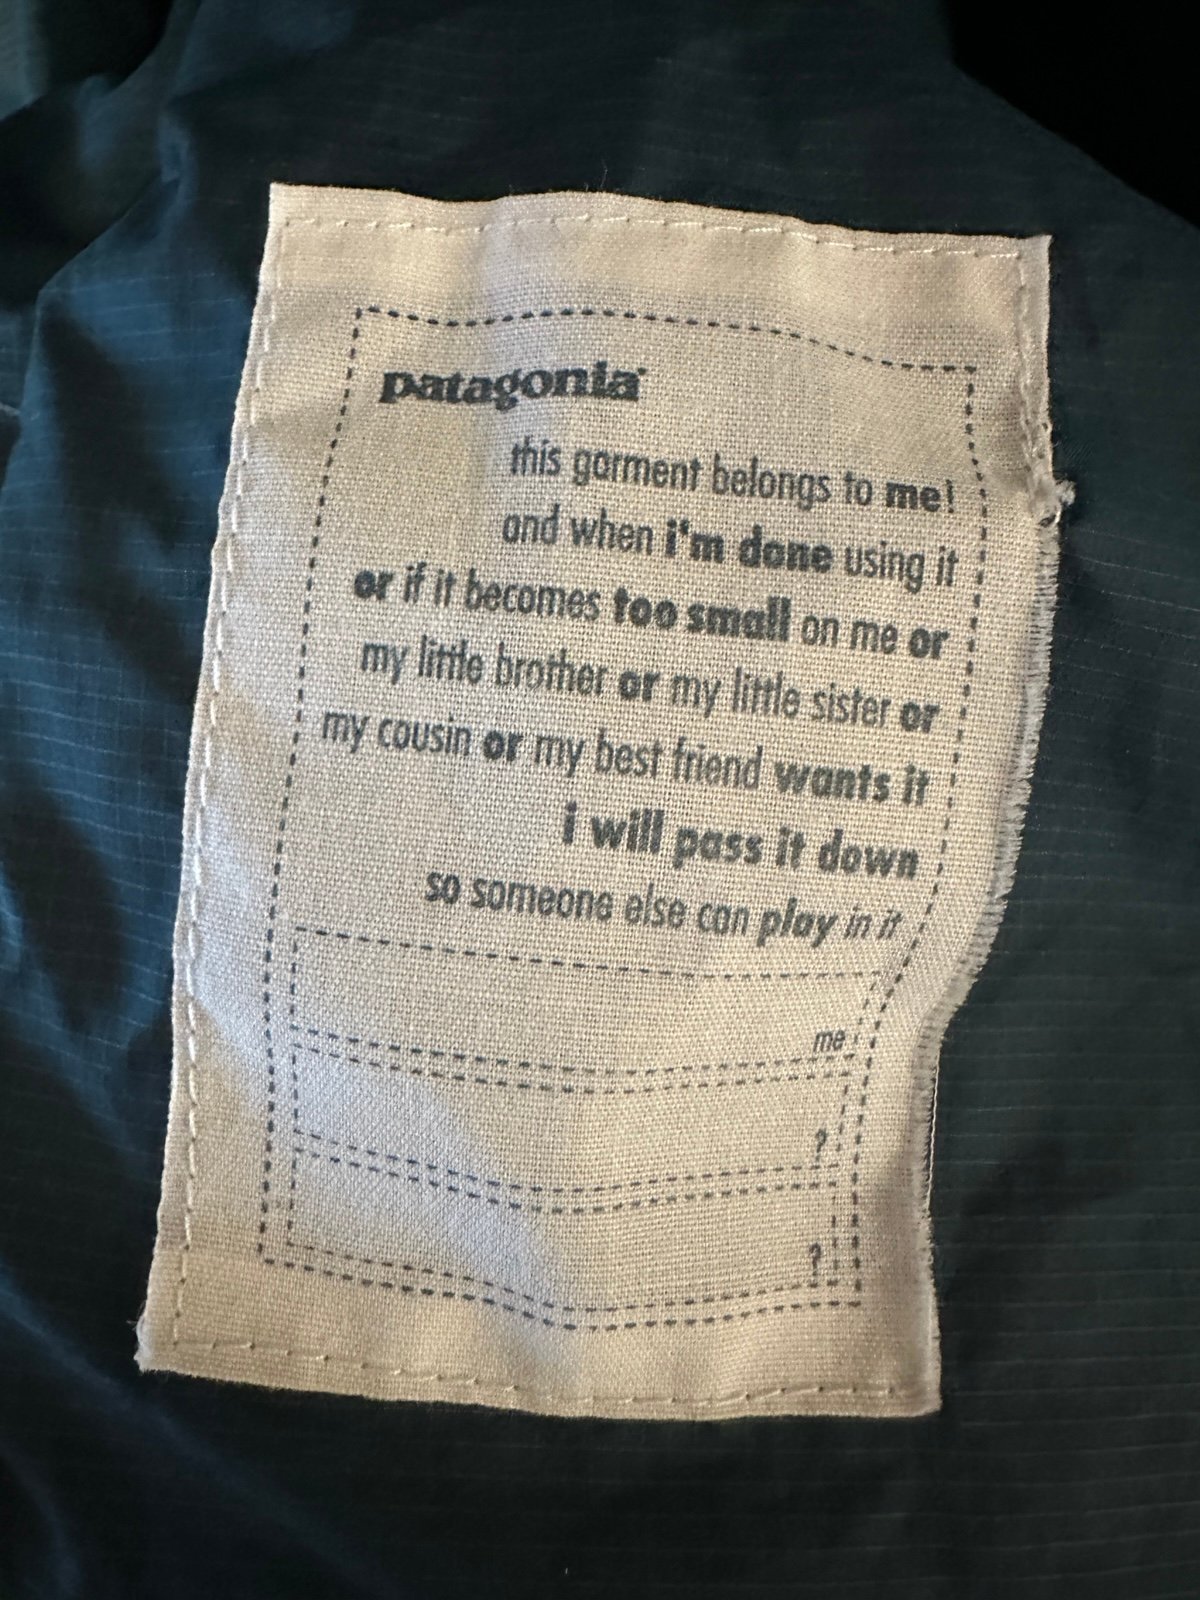 patagonia
this garment belongs to me!
and when i'm done using it
or if it becomes too small on me or
my little brother or my little sister or
my cousin or my best friend wants it
i will pass it down
so someone else can play in it
me
?
?